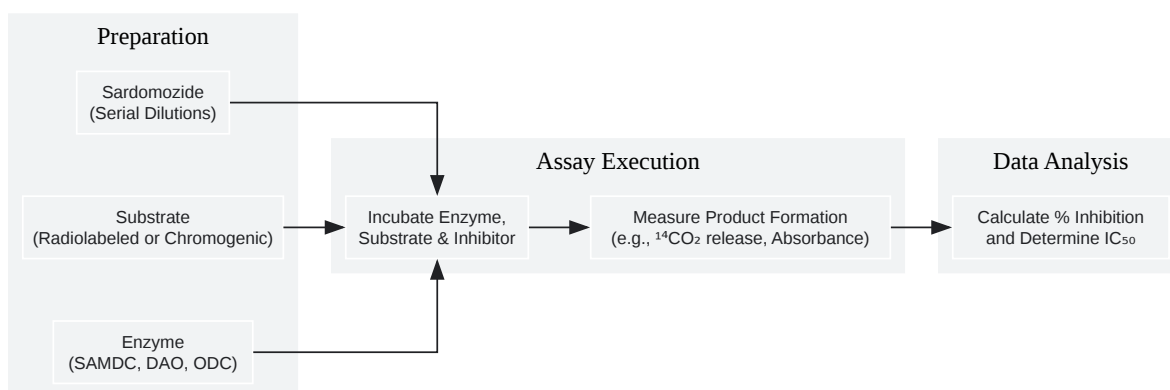 Preparation
Sardomozide
(Serial Dilutions)
Substrate
(Radiolabeled or Chromogenic)
Enzyme
(SAMDC, DAO, ODC)
Assay Execution
Incubate Enzyme,
Substrate & Inhibitor
Measure Product Formation
(e.g., ¹⁴CO₂ release, Absorbance)
Data Analysis
Calculate % Inhibition
and Determine IC₅₀